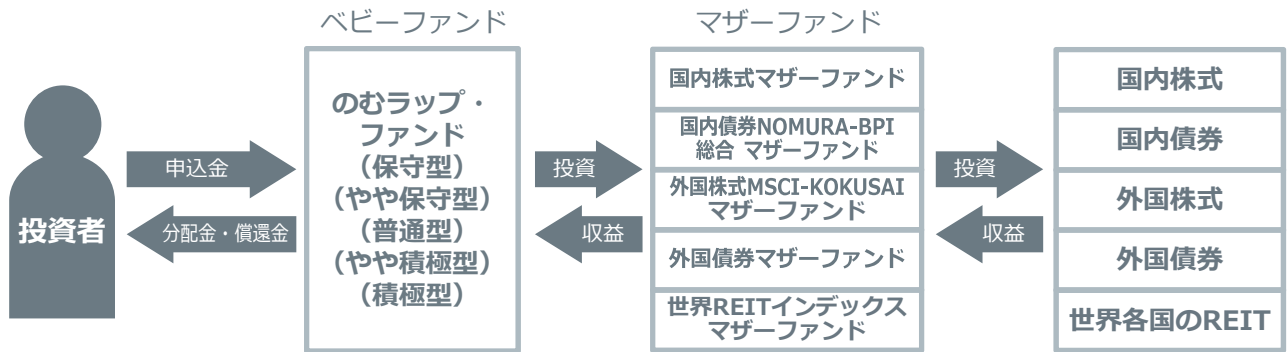 ベビーファンド
マザーファンド
投資者
申込金
分配金・償還金
のむラップ・
ファンド
（保守型）
（やや保守型）
（普通型）
（やや積極型）
（積極型）
投資
収益
国内株式マザーファンド
国内債券NOMURA-BPI
総合 マザーファンド
外国株式MSCI-KOKUSAI
マザーファンド
外国債券マザーファンド
世界REITインデックス
マザーファンド
投資
収益
国内株式
国内債券
外国株式
外国債券
世界各国のREIT